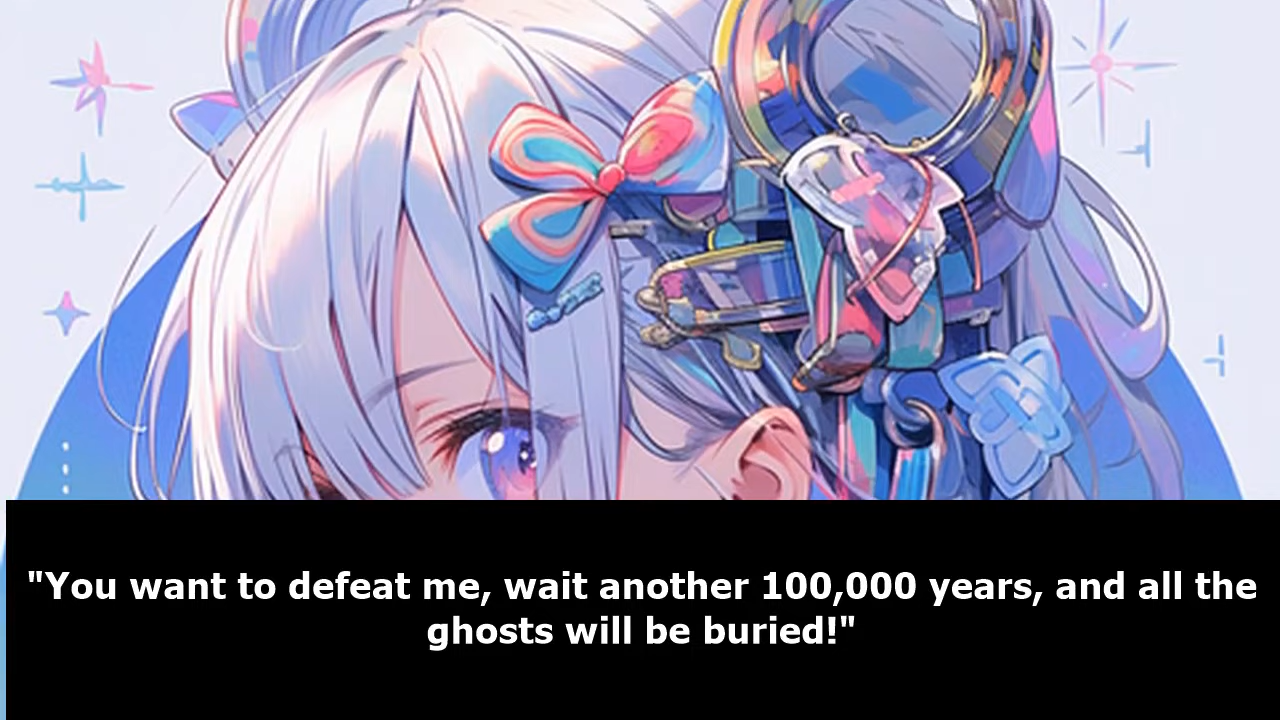 "You want to defeat me, wait another 100,000 years, and all the
ghosts will be buried!"